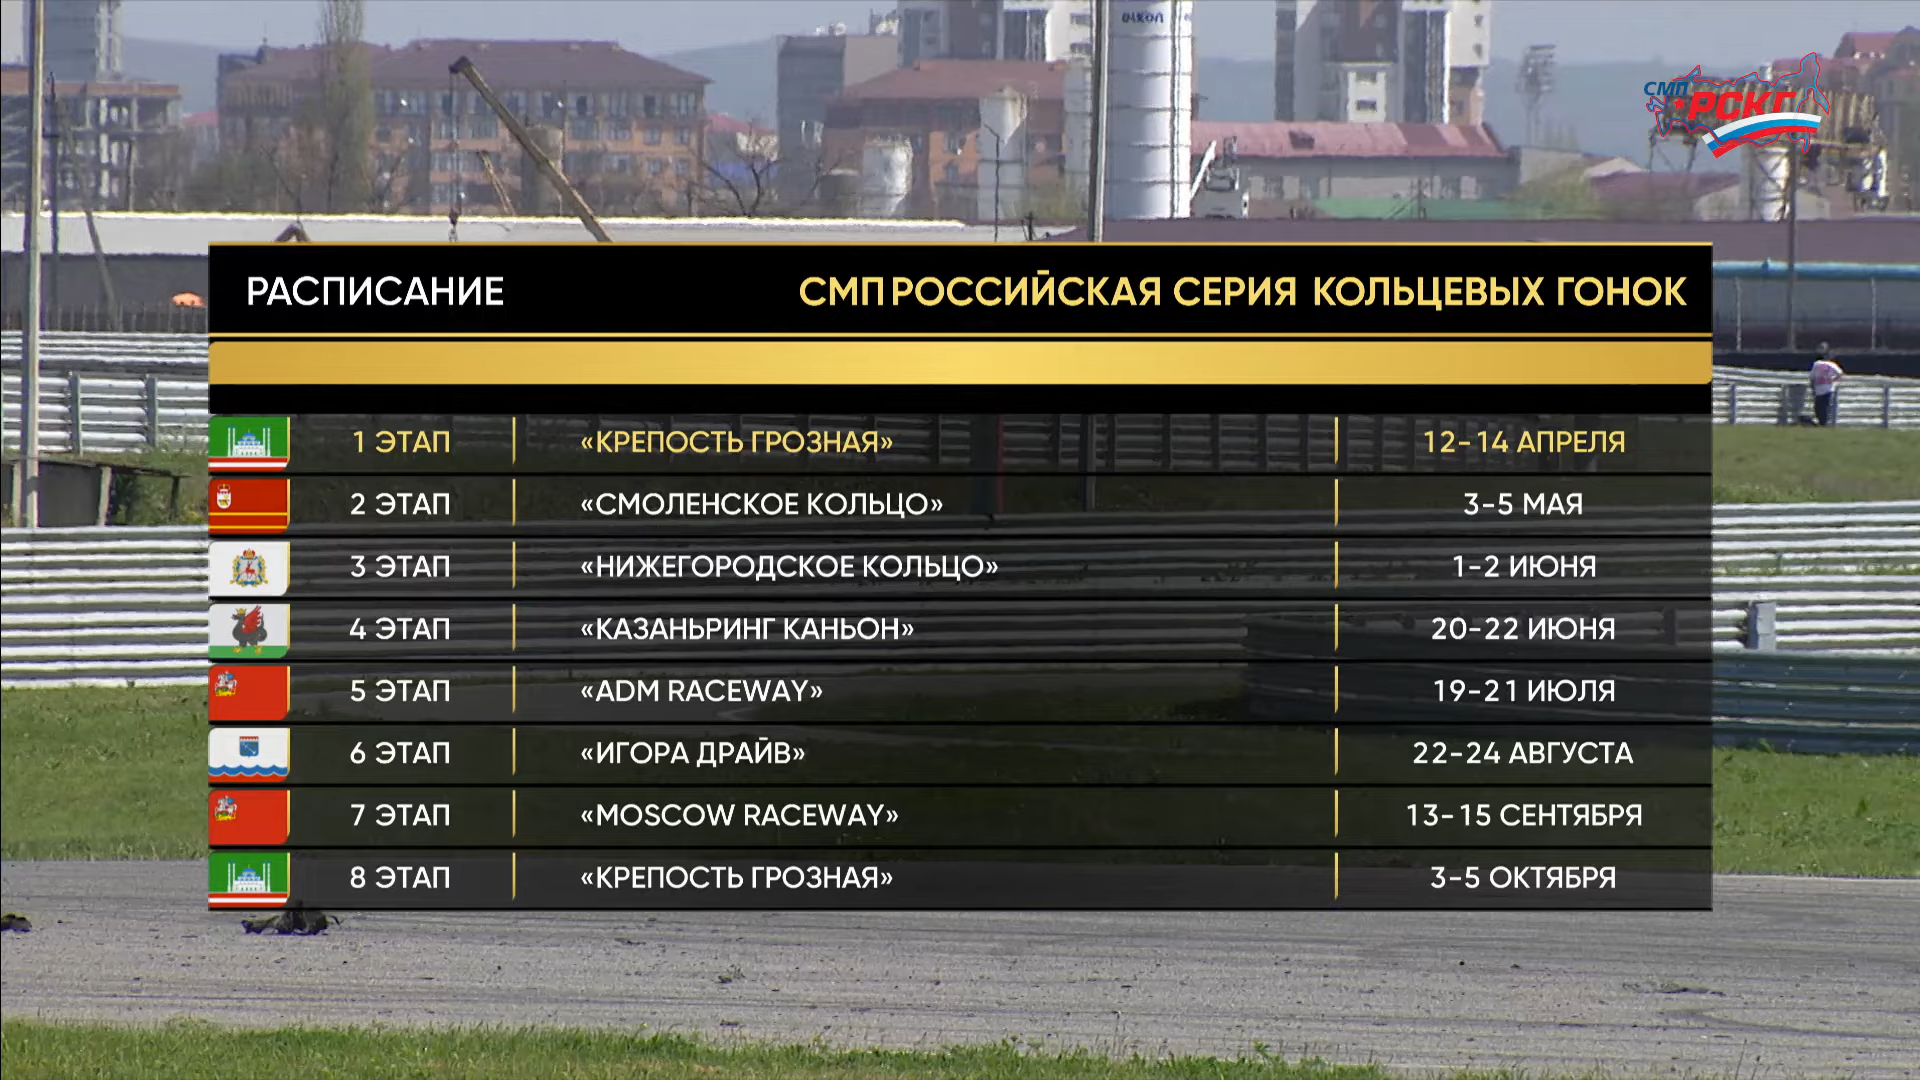 СМП
РСКГ
РАСПИСАНИЕ
СМП РОССИЙСКАЯ СЕРИЯ КОЛЬЦЕВЫХ ГОНОК
1 ЭТАП «КРЕПОСТЬ ГРОЗНАЯ» 12-14 АПРЕЛЯ
2 ЭТАП «СМОЛЕНСКОЕ КОЛЬЦО» 3-5 МАЯ
3 ЭТАП «НИЖЕГОРОДСКОЕ КОЛЬЦО» 1-2 ИЮНЯ
4 ЭТАП «КАЗАНЬРИНГ КАНЬОН» 20-22 ИЮНЯ
5 ЭТАП «ADM RACEWAY» 19-21 ИЮЛЯ
6 ЭТАП «ИГОРА ДРАЙВ» 22-24 АВГУСТА
7 ЭТАП «MOSCOW RACEWAY» 13-15 СЕНТЯБРЯ
8 ЭТАП «КРЕПОСТЬ ГРОЗНАЯ» 3-5 ОКТЯБРЯ